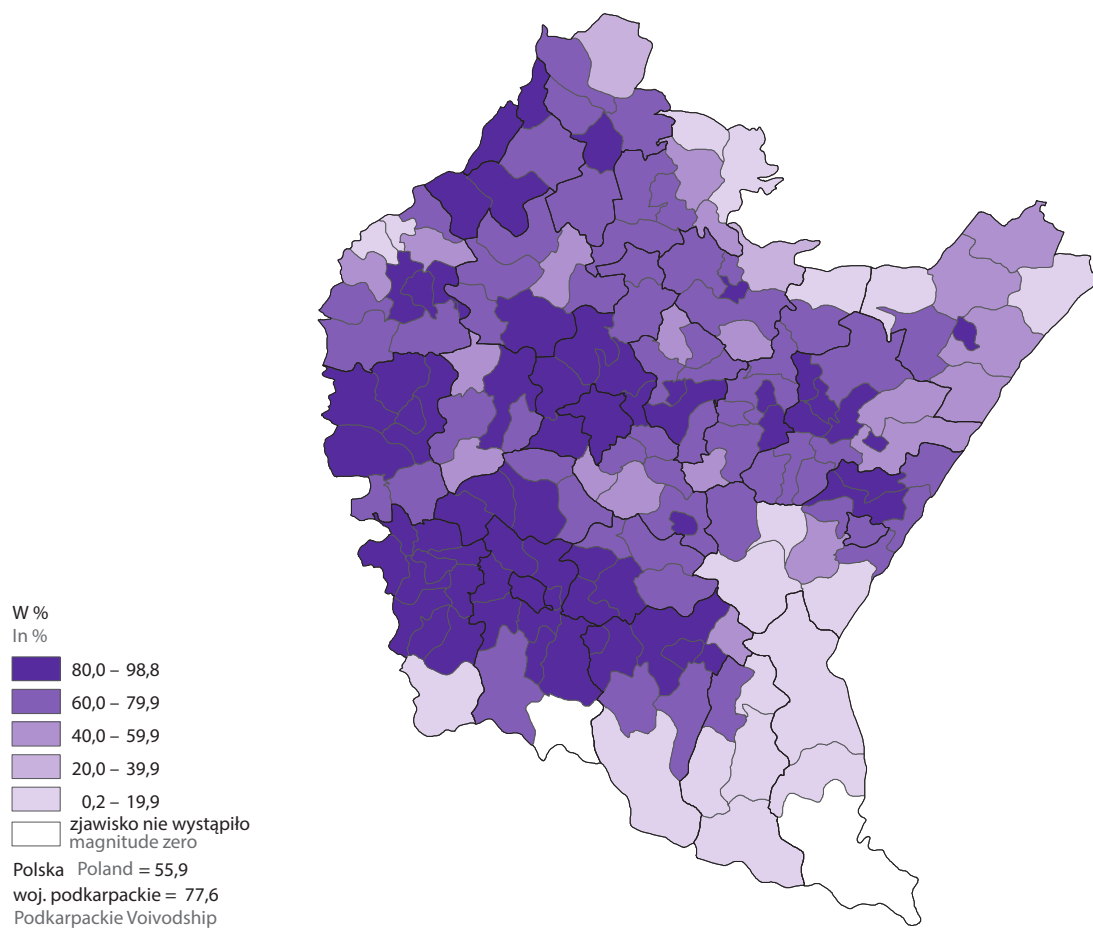 W %
In %
80,0 – 98,8
60,0 – 79,9
40,0 – 59,9
20,0 – 39,9
0,2 – 19,9
zjawisko nie wystąpiło
magnitude zero
Polska Poland = 55,9
woj. podkarpackie = 77,6
Podkarpackie Voivodship